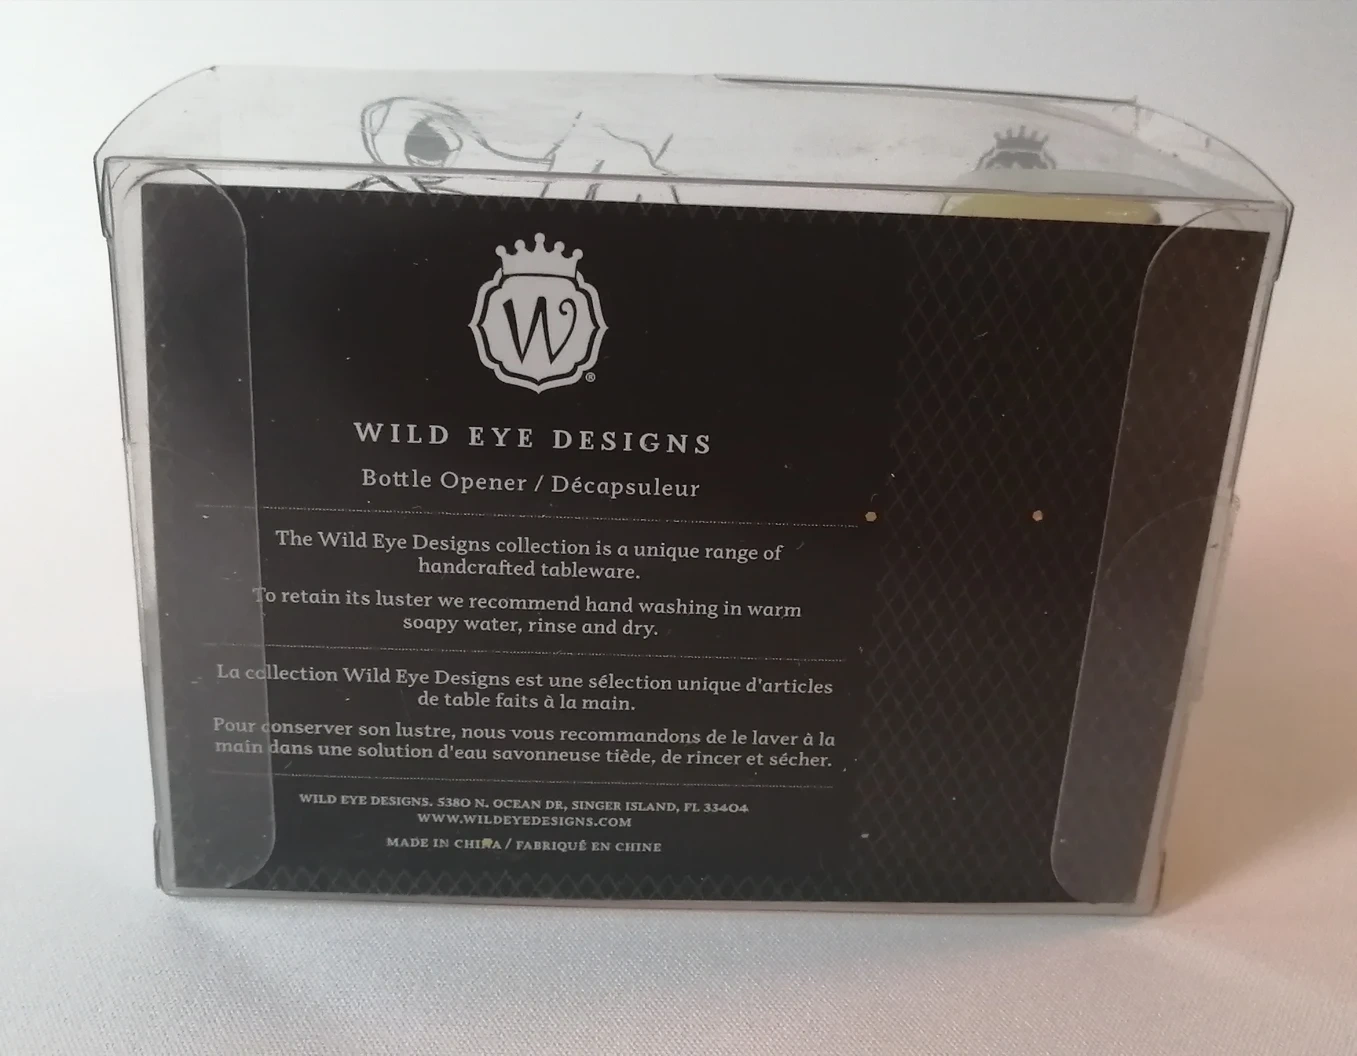 W
®
WILD EYE DESIGNS
Bottle Opener / Décapsuleur
The Wild Eye Designs collection is a unique range of
handcrafted tableware.
To retain its luster we recommend hand washing in warm
soapy water, rinse and dry.
La collection Wild Eye Designs est une sélection unique d'articles
de table faits à la main.
Pour conserver son lustre, nous vous recommandons de le laver à la
main dans une solution d'eau savonneuse tiède, de rincer et sécher.
WILD EYE DESIGNS. 5380 N. OCEAN DR, SINGER ISLAND, FL 33404
WWW.WILDEYEDESIGNS.COM
MADE IN CHINA / FABRIQUÉ EN CHINE